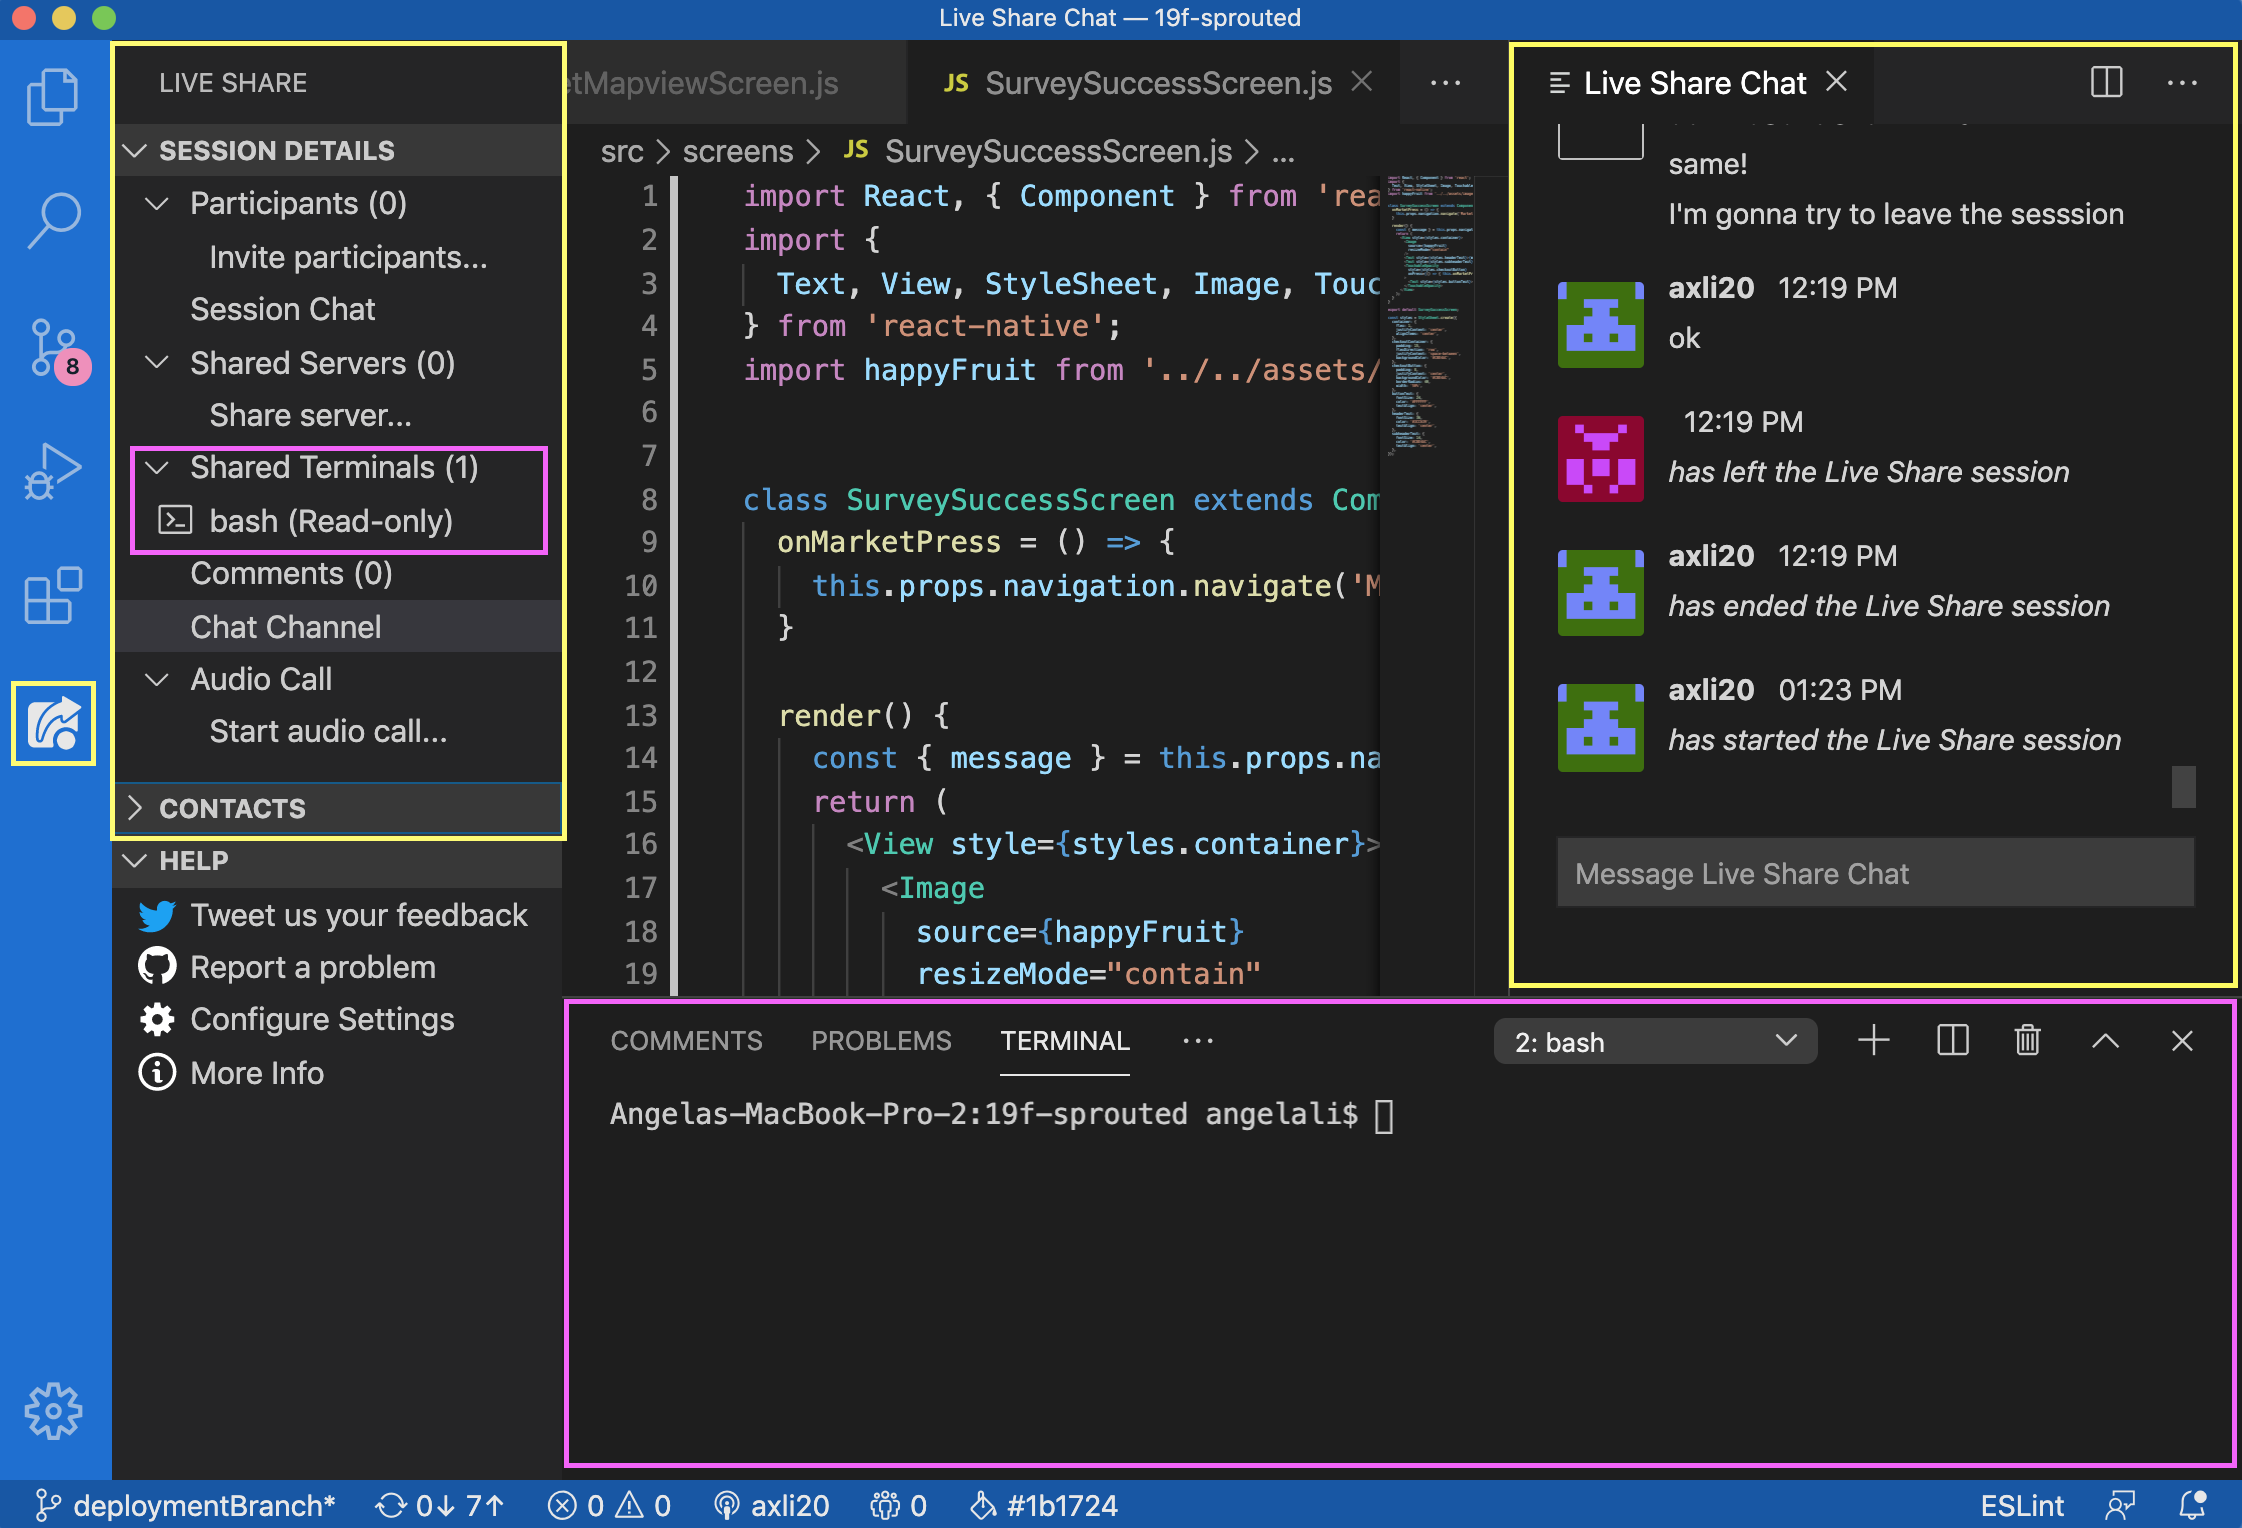 Live Share Chat — 19f-sprouted
LIVE SHARE
SESSION DETAILS
Participants (0)
Invite participants...
Session Chat
Shared Servers (0)
Share server...
Shared Terminals (1)
bash (Read-only)
Comments (0)
Chat Channel
Audio Call
Start audio call...
CONTACTS
HELP
Tweet us your feedback
Report a problem
Configure Settings
More Info
8
etMapviewScreen.js
JS SurveySuccessScreen.js
src > screens > JS SurveySuccessScreen.js > ...
1 import React, { Component } from 'rea
2 import {
3 Text, View, StyleSheet, Image, Touc
4 } from 'react-native';
5 import happyFruit from '../../assets/
6
7
8 class SurveySuccessScreen extends Com
9 onMarketPress = () => {
10 this.props.navigation.navigate('M
11 }
12
13 render() {
14 const { message } = this.props.na
15 return (
16 <View style={styles.container}>
17 <Image
18 source={happyFruit}
19 resizeMode="contain"
Live Share Chat
same!
I'm gonna try to leave the sesssion
axli20 12:19 PM
ok
12:19 PM
has left the Live Share session
axli20 12:19 PM
has ended the Live Share session
axli20 01:23 PM
has started the Live Share session
Message Live Share Chat
COMMENTS PROBLEMS TERMINAL ...
2: bash
Angelas-MacBook-Pro-2:19f-sprouted angelali$
deploymentBranch* 0↓ 7↑ 0 0 axli20 0 #1b1724
ESLint